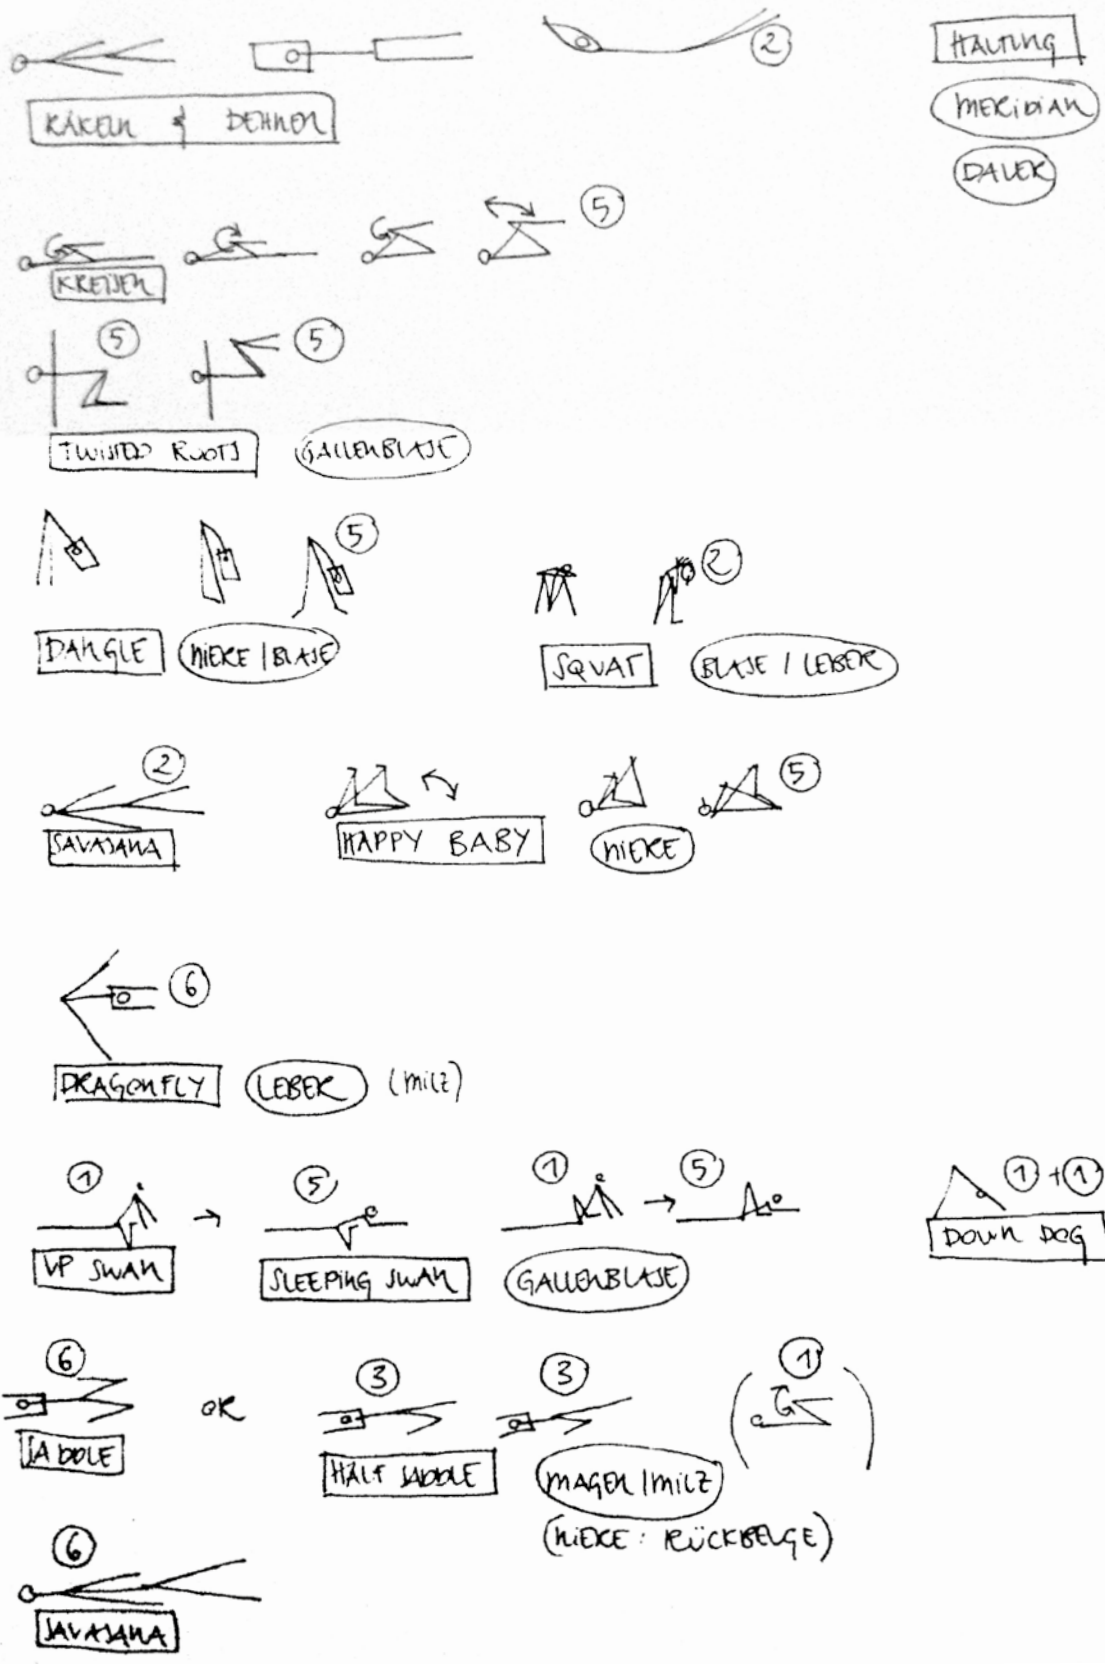 2
HALTUNG
MERIDIAN
RÄKELN & DEHNEN
DAUER
5
KREISEN
5 5
TWISTED ROOTS GALLENBLASE
5
2
DANGLE NIERE / BLASE
SQUAT BLASE / LEBER
2 5
SAVASANA HAPPY BABY NIERE
6
DRAGONFLY LEBER (MILZ)
1 → 5 1 → 5 1 + 1
UP SWAN SLEEPING SWAN GALLENBLASE DOWN DOG
6 3 3 ( 1 )
OR
SADDLE HALF SADDLE MAGEN / MILZ
(NIERE: RÜCKBEUGE)
6
SAVASANA